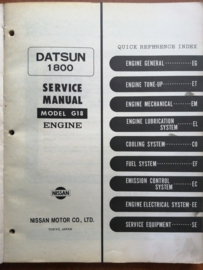 DATSUN
1800
SERVICE
MANUAL
MODEL G18
ENGINE
NISSAN
NISSAN MOTOR CO., LTD.
TOKYO, JAPAN
QUICK REFERENCE INDEX
ENGINE GENERAL EG
ENGINE TUNE-UP ET
ENGINE MECHANICAL EM
ENGINE LUBRICATION
SYSTEM EL
COOLING SYSTEM CO
FUEL SYSTEM EF
EMISSION CONTROL
SYSTEM EC
ENGINE ELECTRICAL SYSTEM EE
SERVICE EQUIPMENT SE